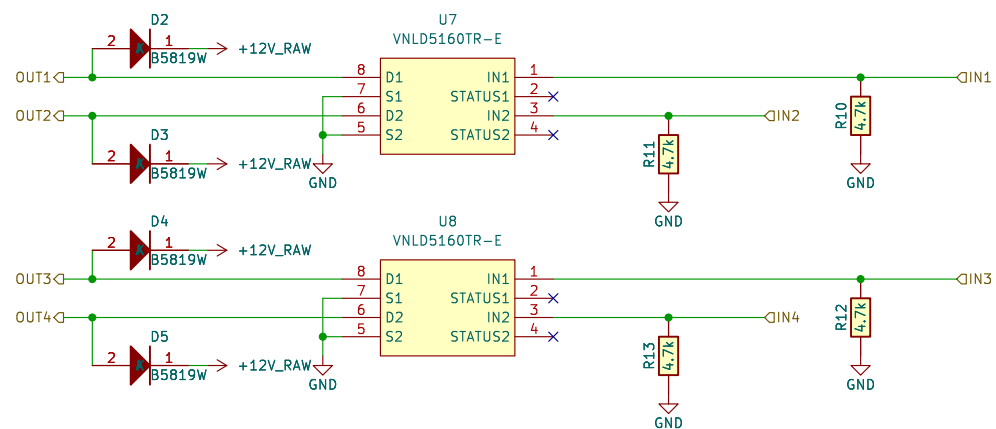 D2
2 1
B5819W
+12V_RAW
U7
VNLD5160TR-E
OUT1
8 D1 IN1 1
IN1
7 S1 STATUS1 2
OUT2
6 D2 IN2 3
IN2
5 S2 STATUS2 4
R10
4.7k
R11
4.7k
D3
2 1
B5819W
+12V_RAW
GND
GND
GND
D4
2 1
B5819W
+12V_RAW
U8
VNLD5160TR-E
OUT3
8 D1 IN1 1
IN3
7 S1 STATUS1 2
OUT4
6 D2 IN2 3
IN4
5 S2 STATUS2 4
R12
4.7k
R13
4.7k
D5
2 1
B5819W
+12V_RAW
GND
GND
GND